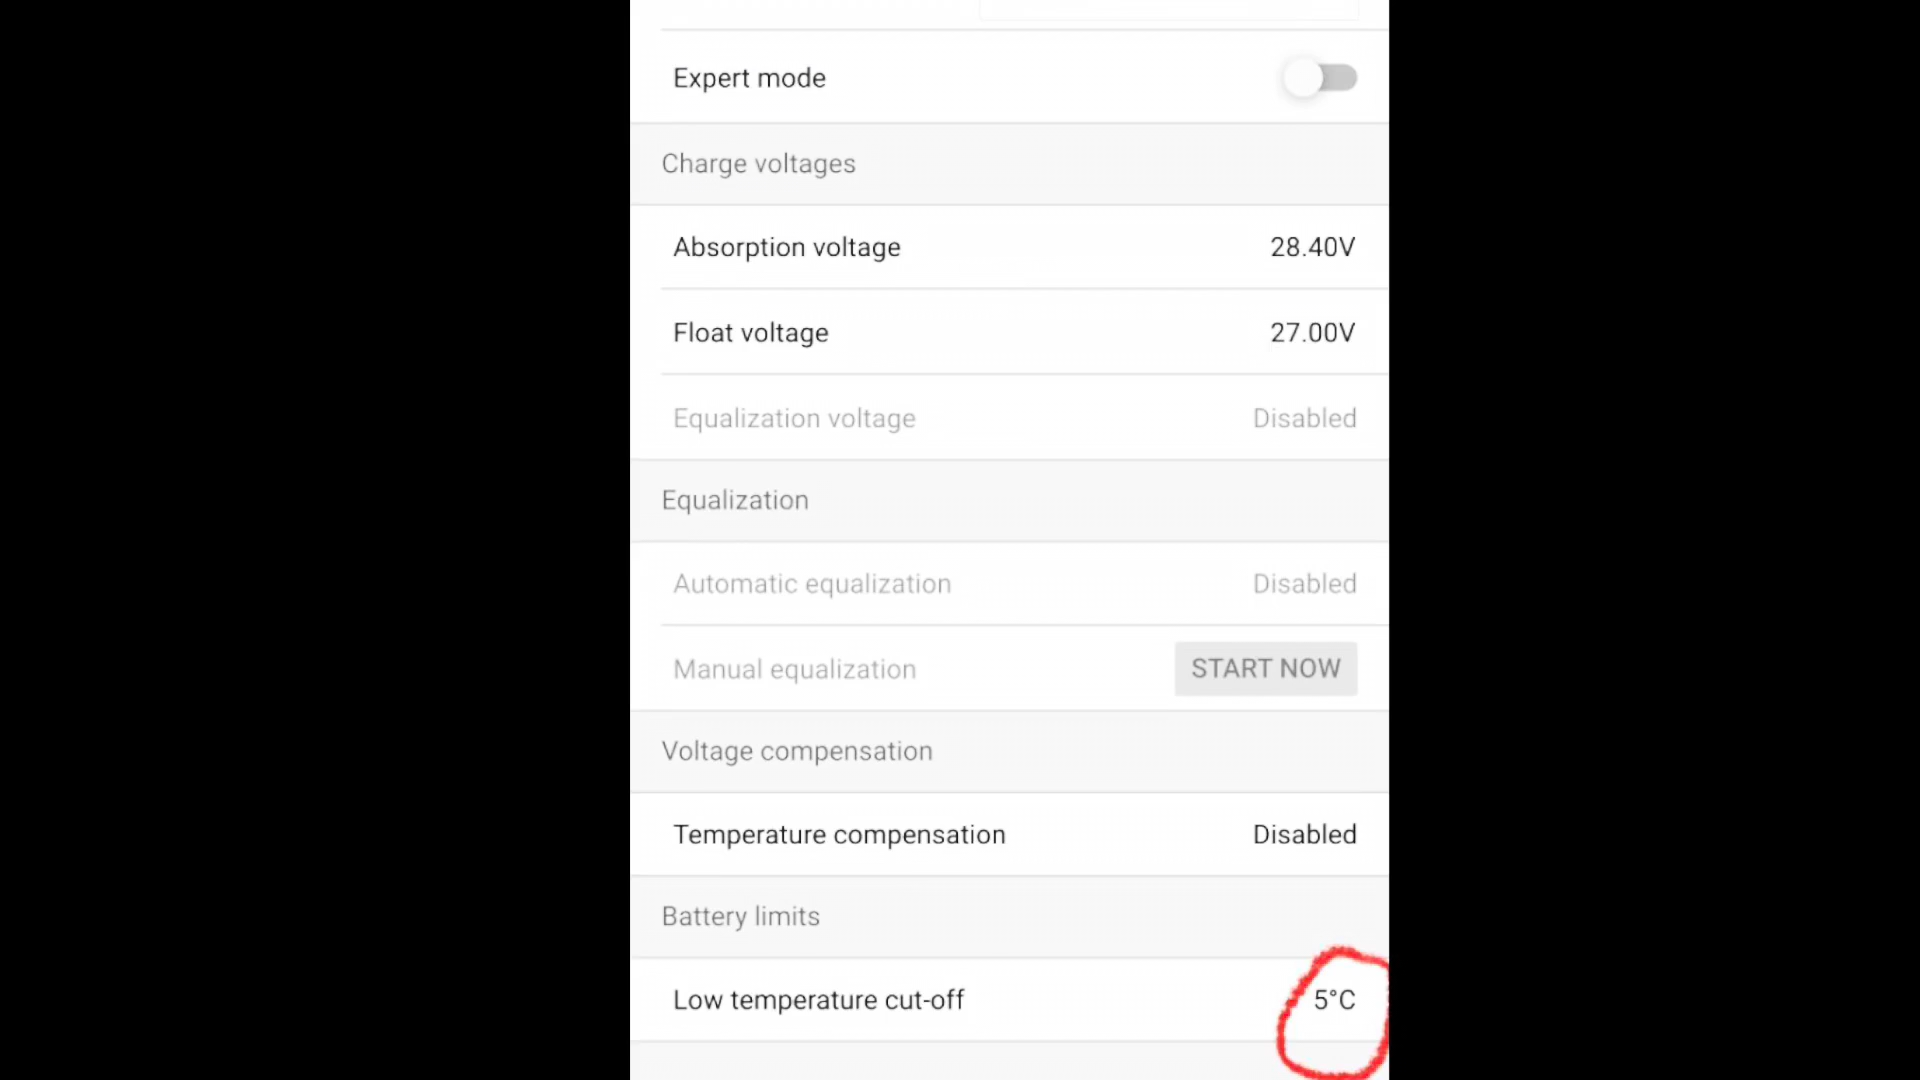 Expert mode
Charge voltages
Absorption voltage 28.40V
Float voltage 27.00V
Equalization voltage Disabled
Equalization
Automatic equalization Disabled
Manual equalization START NOW
Voltage compensation
Temperature compensation Disabled
Battery limits
Low temperature cut-off 5°C